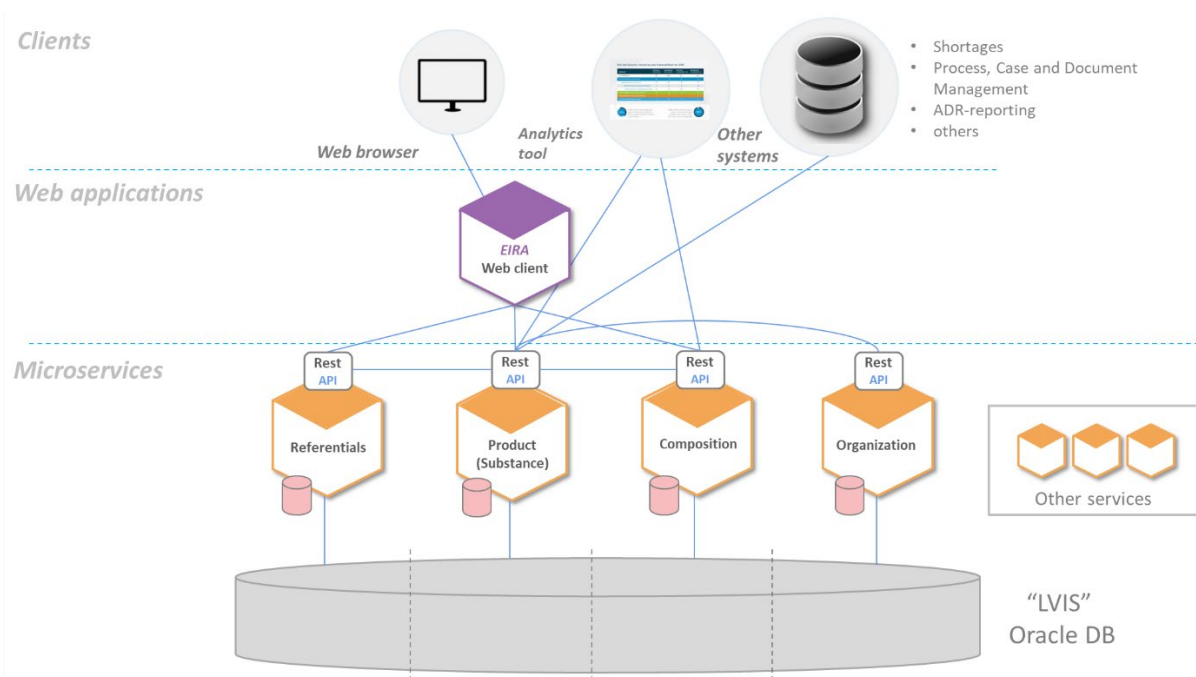 Clients
• Shortages
• Process, Case and Document
Management
• ADR-reporting
• others
Web browser
Analytics
tool
Other
systems
Web applications
EIRA
Web client
Microservices
Rest
API
Rest
API
Rest
API
Rest
API
Referentials
Product
(Substance)
Composition
Organization
Other services
“LVIS”
Oracle DB